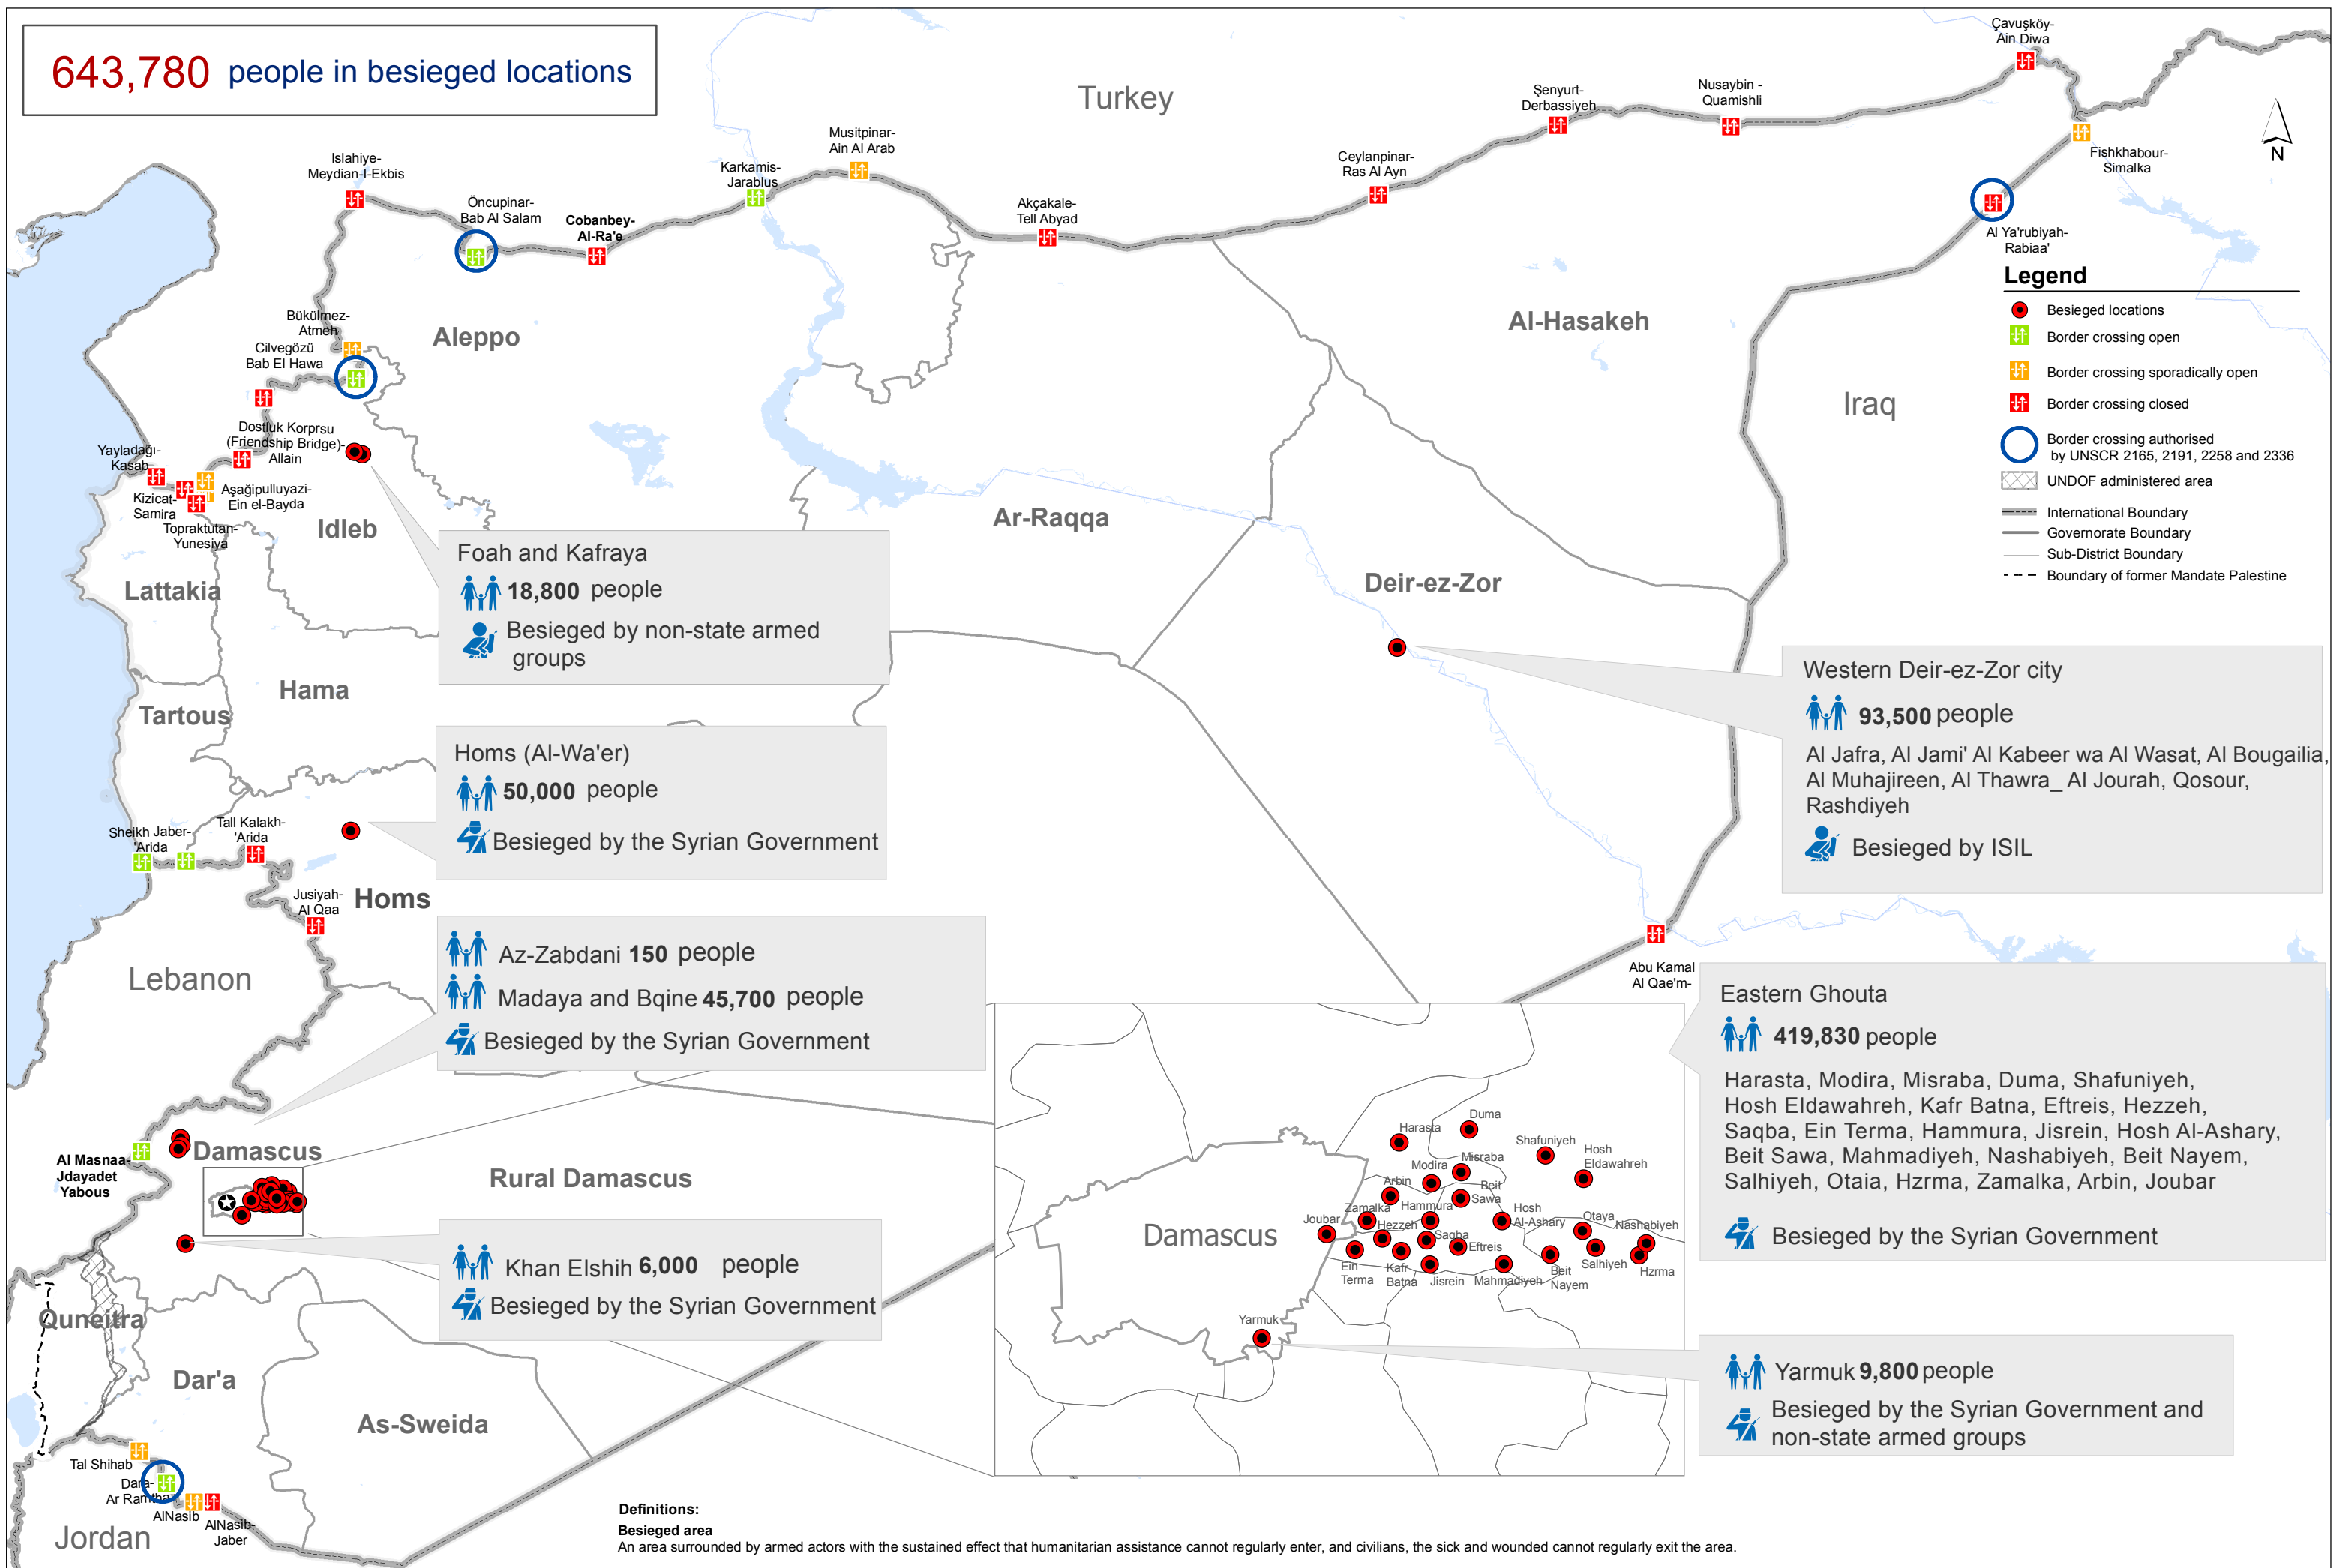 643,780 people in besieged locations
Turkey
Çavuşköy-
Ain Diwa
Şenyurt-
Derbassiyeh
Nusaybin -
Quamishli
Musitpinar-
Ain Al Arab
Karkamis-
Jarablus
Ceylanpinar-
Ras Al Ayn
Fishkhabour-
Simalka
N
Islahiye-
Meydian-I-Ekbis
Öncupinar-
Bab Al Salam
Cobanbey-
Al-Ra'e
Akçakale-
Tell Abyad
Al Ya'rubiyah-
Rabiaa'
Legend
Besieged locations
Border crossing open
Border crossing sporadically open
Border crossing closed
Border crossing authorised
by UNSCR 2165, 2191, 2258 and 2336
UNDOF administered area
International Boundary
Governorate Boundary
Sub-District Boundary
Boundary of former Mandate Palestine
Bükülmez-
Atmeh
Cilvegözü
Bab El Hawa
Aleppo
Al-Hasakeh
Iraq
Dostluk Korprsu
(Friendship Bridge)-
Allain
Yayladaği-
Kasab
Kizicat-
Samira
Aşağipulluyazi-
Ein el-Bayda
Topraktutan-
Yunesiya
Idleb
Ar-Raqqa
Deir-ez-Zor
Lattakia
Foah and Kafraya
18,800 people
Besieged by non-state armed
groups
Hama
Tartous
Western Deir-ez-Zor city
93,500 people
Al Jafra, Al Jami' Al Kabeer wa Al Wasat, Al Bougailia,
Al Muhajireen, Al Thawra_ Al Jourah, Qosour,
Rashdiyeh
Besieged by ISIL
Homs (Al-Wa'er)
50,000 people
Besieged by the Syrian Government
Sheikh Jaber-
'Arida
Tall Kalakh-
'Arida
Jusiyah-
Al Qaa
Homs
Lebanon
Az-Zabdani 150 people
Madaya and Bqine 45,700 people
Besieged by the Syrian Government
Abu Kamal
Al Qae'm-
Eastern Ghouta
419,830 people
Harasta, Modira, Misraba, Duma, Shafuniyeh,
Hosh Eldawahreh, Kafr Batna, Eftreis, Hezzeh,
Saqba, Ein Terma, Hammura, Jisrein, Hosh Al-Ashary,
Beit Sawa, Mahmadiyeh, Nashabiyeh, Beit Nayem,
Salhiyeh, Otaia, Hzrma, Zamalka, Arbin, Joubar
Besieged by the Syrian Government
Al Masnaa-
Jdayadet
Yabous
Damascus
Rural Damascus
Khan Elshih 6,000 people
Besieged by the Syrian Government
Duma
Harasta
Shafuniyeh
Hosh
Eldawahreh
Misraba
Modira
Arbin
Beit
Sawa
Zamalka
Hammura
Hosh
Al-Ashary
Otaya
Nashabiyeh
Joubar
Hezzeh
Saqba
Eftreis
Damascus
Ein
Terma
Kafr
Batna
Jisrein
Mahmadiyeh
Beit
Nayem
Salhiyeh
Hzrma
Yarmuk
Yarmuk 9,800 people
Besieged by the Syrian Government and
non-state armed groups
Quneitra
Dar'a
As-Sweida
Tal Shihab
Dara-
Ar Ramtha
AlNasib
AlNasib-
Jaber
Jordan
Definitions:
Besieged area
An area surrounded by armed actors with the sustained effect that humanitarian assistance cannot regularly enter, and civilians, the sick and wounded cannot regularly exit the area.